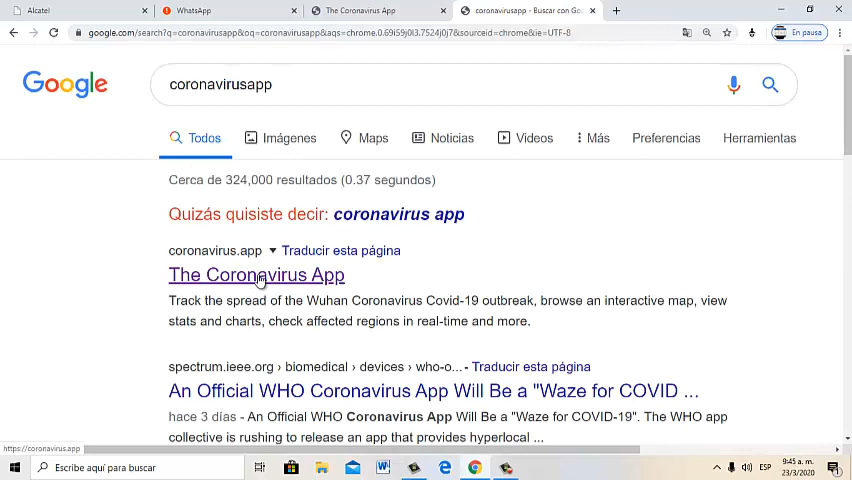 Alcatel
WhatsApp
The Coronavirus App
coronavirusapp - Buscar con Goo
google.com/search?q=coronavirusapp&oq=coronavirusapp&aqs=chrome.0.69i59j0l3.7524j0j7&sourceid=chrome&ie=UTF-8
En pausa
Google
coronavirusapp
Todos
Imágenes
Maps
Noticias
Videos
Más
Preferencias
Herramientas
Cerca de 324,000 resultados (0.37 segundos)
Quizás quisiste decir: coronavirus app
coronavirus.app
Traducir esta página
The Coronavirus App
Track the spread of the Wuhan Coronavirus Covid-19 outbreak, browse an interactive map, view
stats and charts, check affected regions in real-time and more.
spectrum.ieee.org › biomedical › devices › who-o... - Traducir esta página
An Official WHO Coronavirus App Will Be a "Waze for COVID ...
hace 3 días - An Official WHO Coronavirus App Will Be a "Waze for COVID-19". The WHO app
collective is rushing to release an app that provides hyperlocal ...
https://coronavirus.app
Escribe aquí para buscar
ESP
9:45 a. m.
23/3/2020